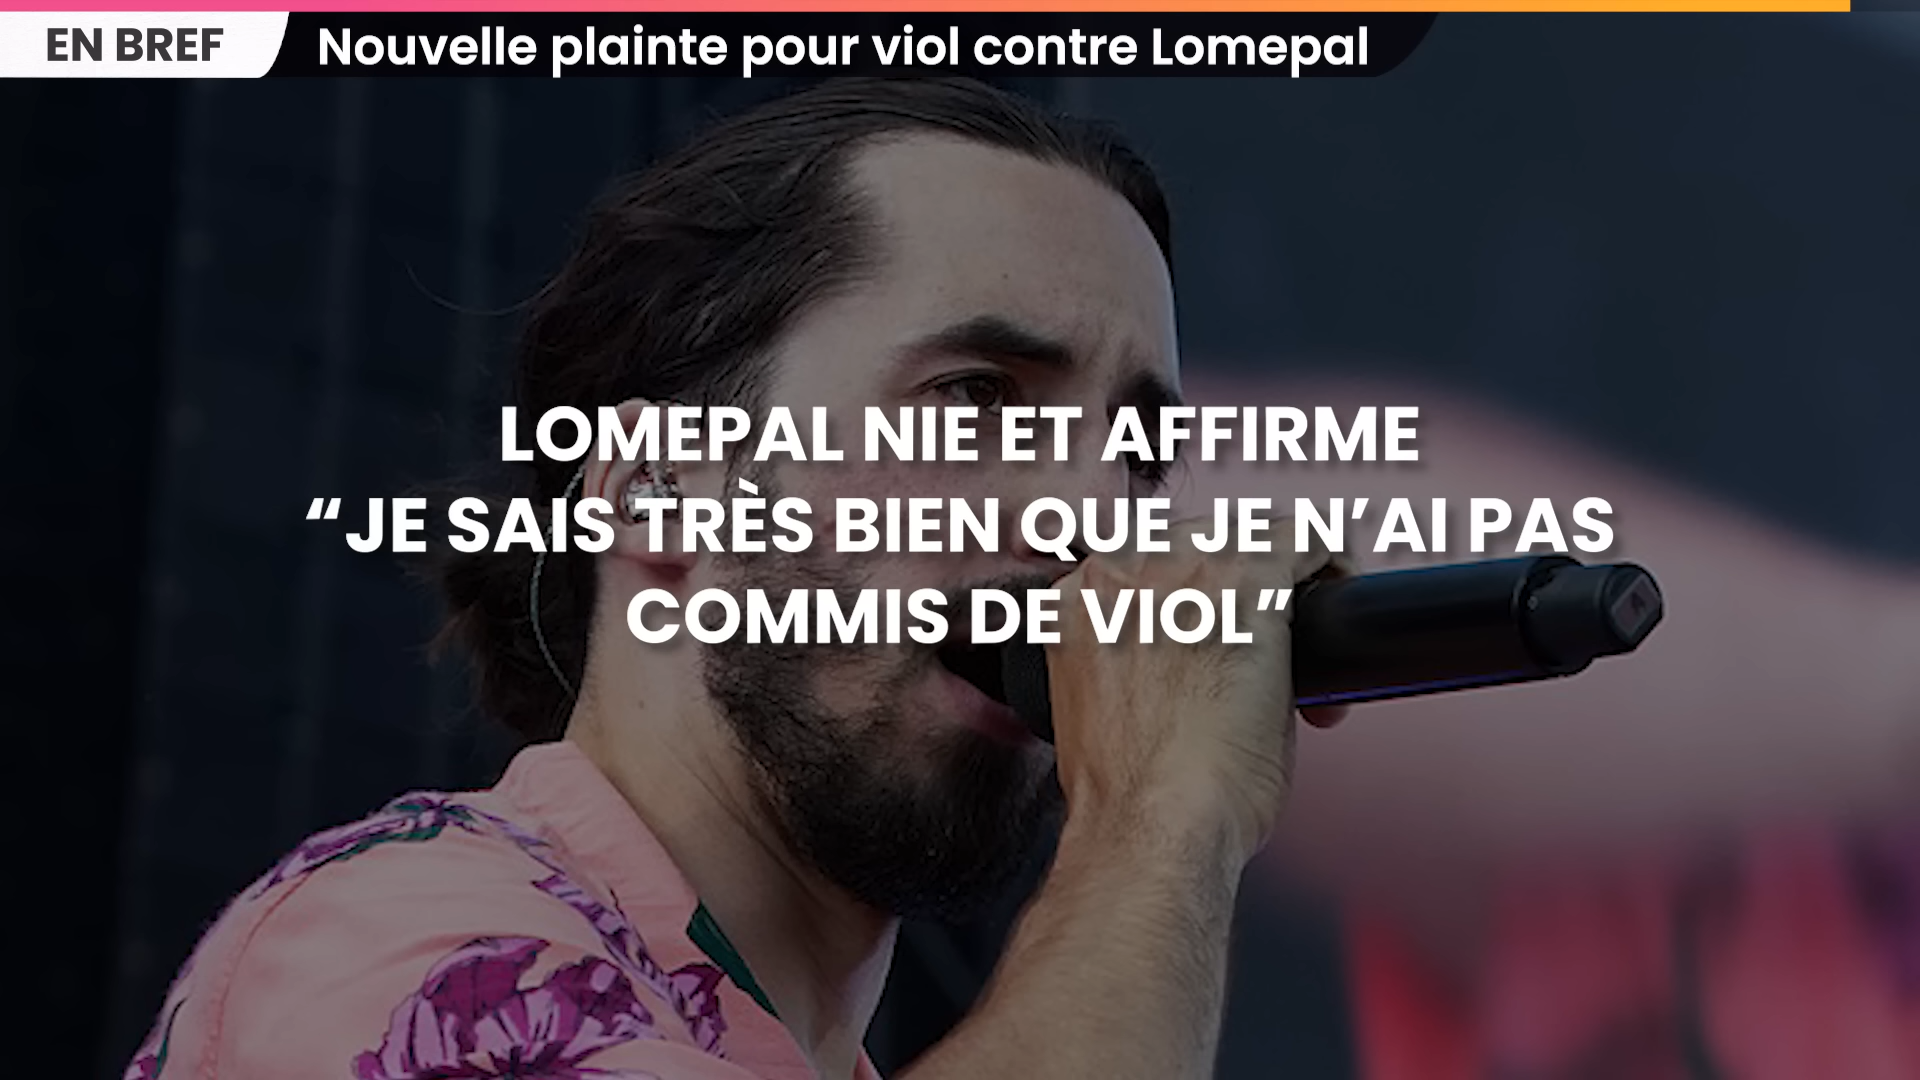 EN BREF
Nouvelle plainte pour viol contre Lomepal
LOMEPAL NIE ET AFFIRME
“JE SAIS TRÈS BIEN QUE JE N’AI PAS
COMMIS DE VIOL”